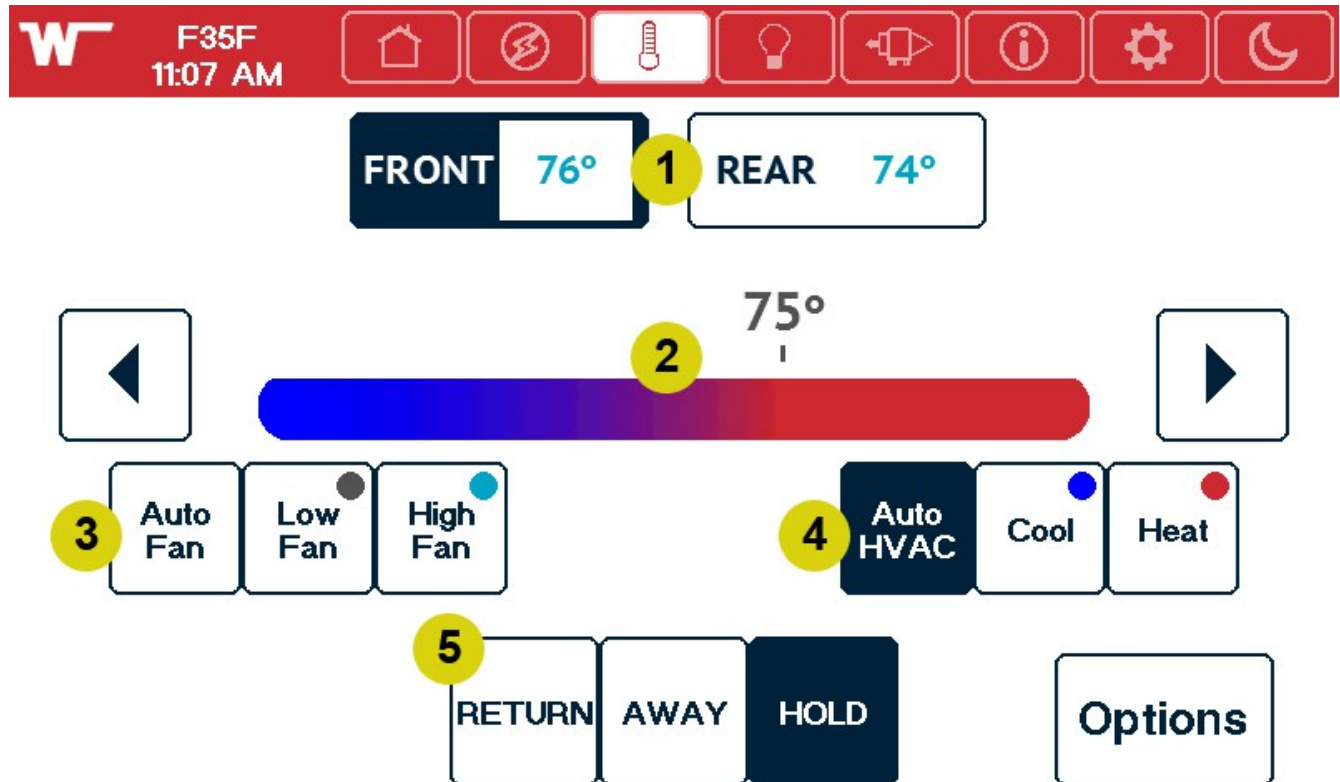 W F35F
11:07 AM
FRONT 76° 1 REAR 74°
75°
2
3 Auto Fan Low Fan High Fan 4 Auto HVAC Cool Heat
5
RETURN AWAY HOLD Options